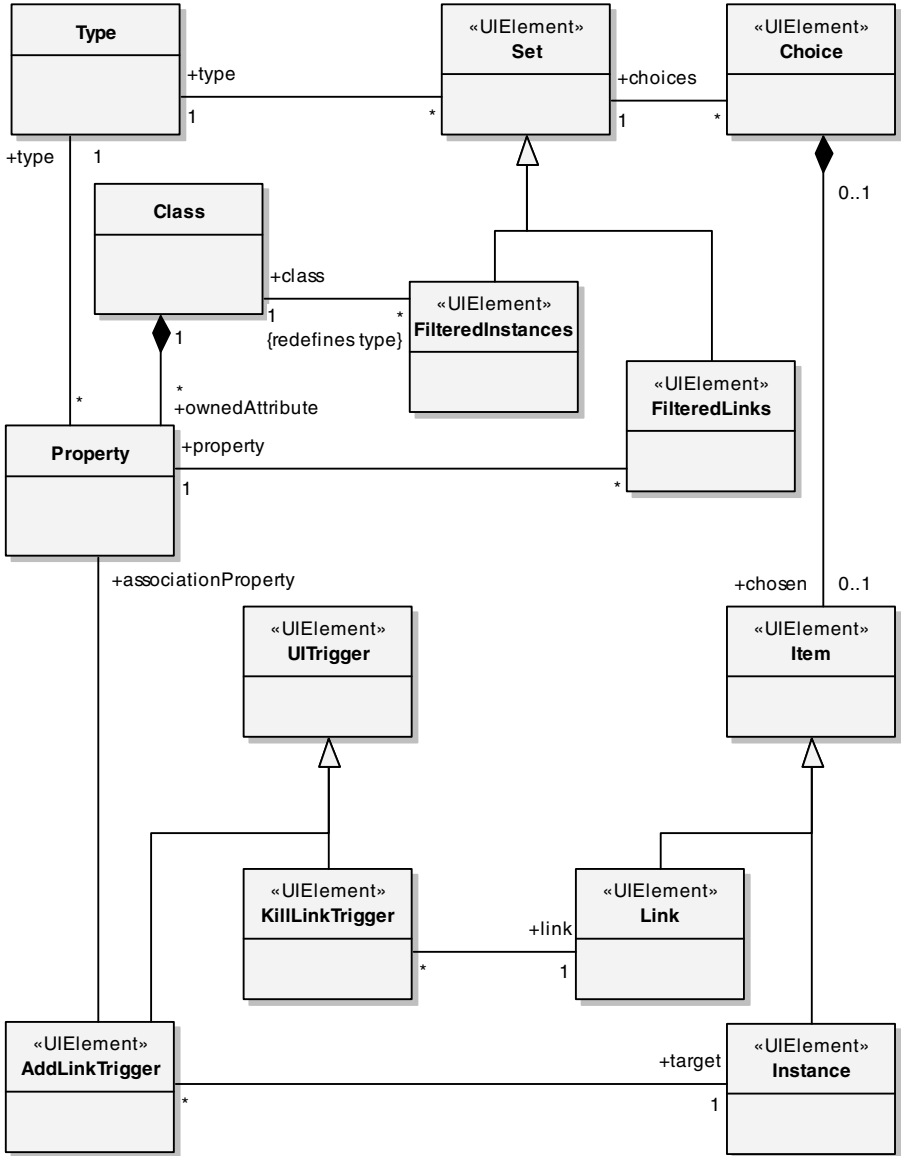 Type
«UIElement»
Set
«UIElement»
Choice
+type
+choices
1
*
1
*
+type
1
0..1
Class
+class
1
*
{redefines type}
«UIElement»
FilteredInstances
1
*
+ownedAttribute
*
«UIElement»
FilteredLinks
Property
+property
1
*
+associationProperty
+chosen
0..1
«UIElement»
UITrigger
«UIElement»
Item
«UIElement»
KillLinkTrigger
«UIElement»
Link
+link
*
1
«UIElement»
AddLinkTrigger
+target
*
1
«UIElement»
Instance